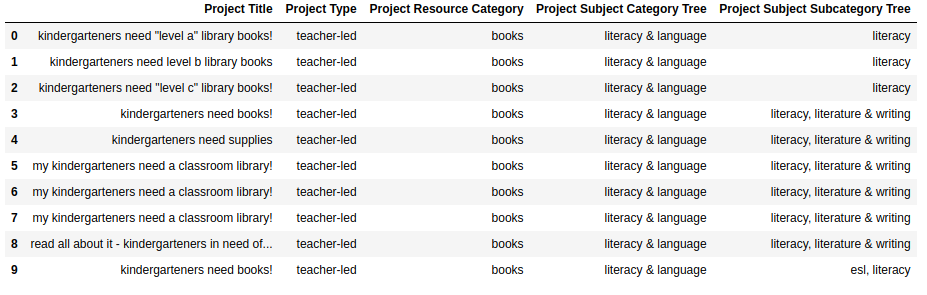 Project Title Project Type Project Resource Category Project Subject Category Tree Project Subject Subcategory Tree
0 kindergarteners need "level a" library books! teacher-led books literacy & language literacy
1 kindergarteners need level b library books teacher-led books literacy & language literacy
2 kindergarteners need "level c" library books! teacher-led books literacy & language literacy
3 kindergarteners need books! teacher-led books literacy & language literacy, literature & writing
4 kindergarteners need supplies teacher-led books literacy & language literacy, literature & writing
5 my kindergarteners need a classroom library! teacher-led books literacy & language literacy, literature & writing
6 my kindergarteners need a classroom library! teacher-led books literacy & language literacy, literature & writing
7 my kindergarteners need a classroom library! teacher-led books literacy & language literacy, literature & writing
8 read all about it - kindergarteners in need of... teacher-led books literacy & language literacy, literature & writing
9 kindergarteners need books! teacher-led books literacy & language esl, literacy